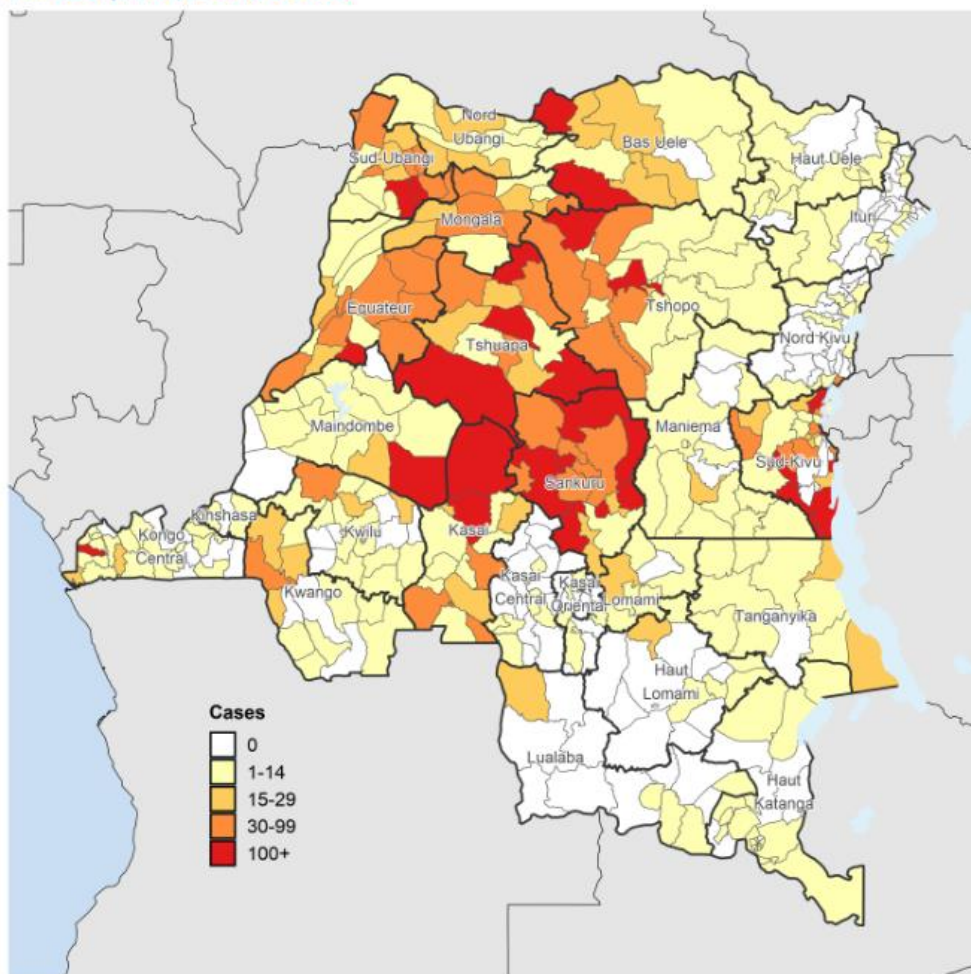 Nord
Ubangi
Sud-Ubangi
Bas Uele
Haut Uele
Mongala
Ituri
Equateur
Tshopo
Tshuapa
Nord Kivu
Maindombe
Maniema
Sud-Kivu
Sankuru
Kinshasa
Kongo
Central
Kwilu
Kasai
Kasai
Central
Kasai
Oriental
Lomami
Kwango
Tanganyika
Haut
Lomami
Lualaba
Haut
Katanga
Cases
0
1-14
15-29
30-99
100+